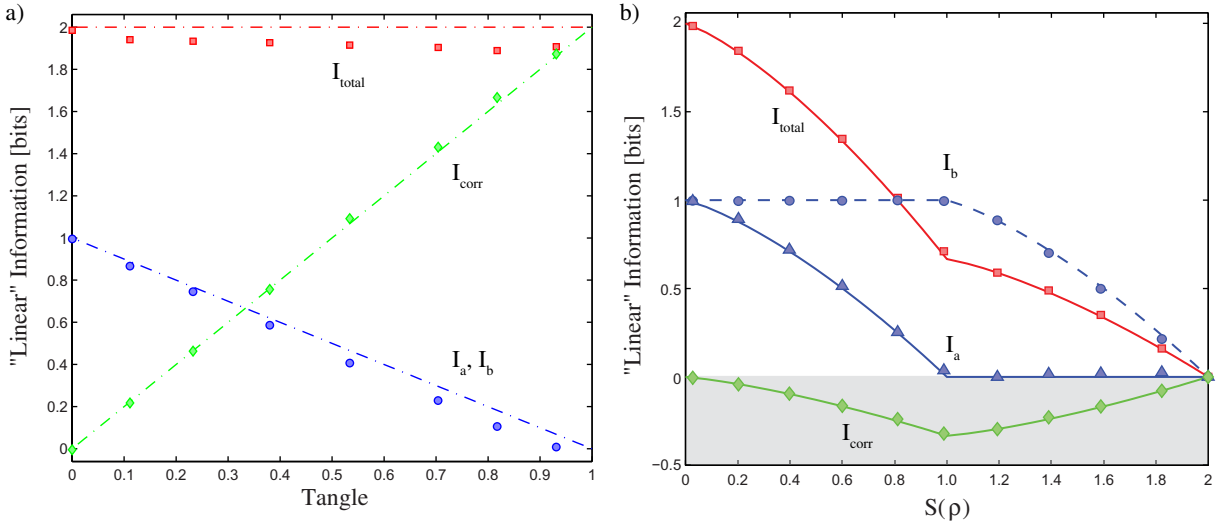 a)
"Linear" Information [bits]
2
1.8
1.6
1.4
1.2
1
0.8
0.6
0.4
0.2
0
I_total
I_corr
I_a, I_b
0 0.1 0.2 0.3 0.4 0.5 0.6 0.7 0.8 0.9 1
Tangle
b)
"Linear" Information [bits]
2
1.5
1
0.5
0
−0.5
I_total
I_b
I_a
I_corr
0 0.2 0.4 0.6 0.8 1.0 1.2 1.4 1.6 1.8 2
S(ρ)